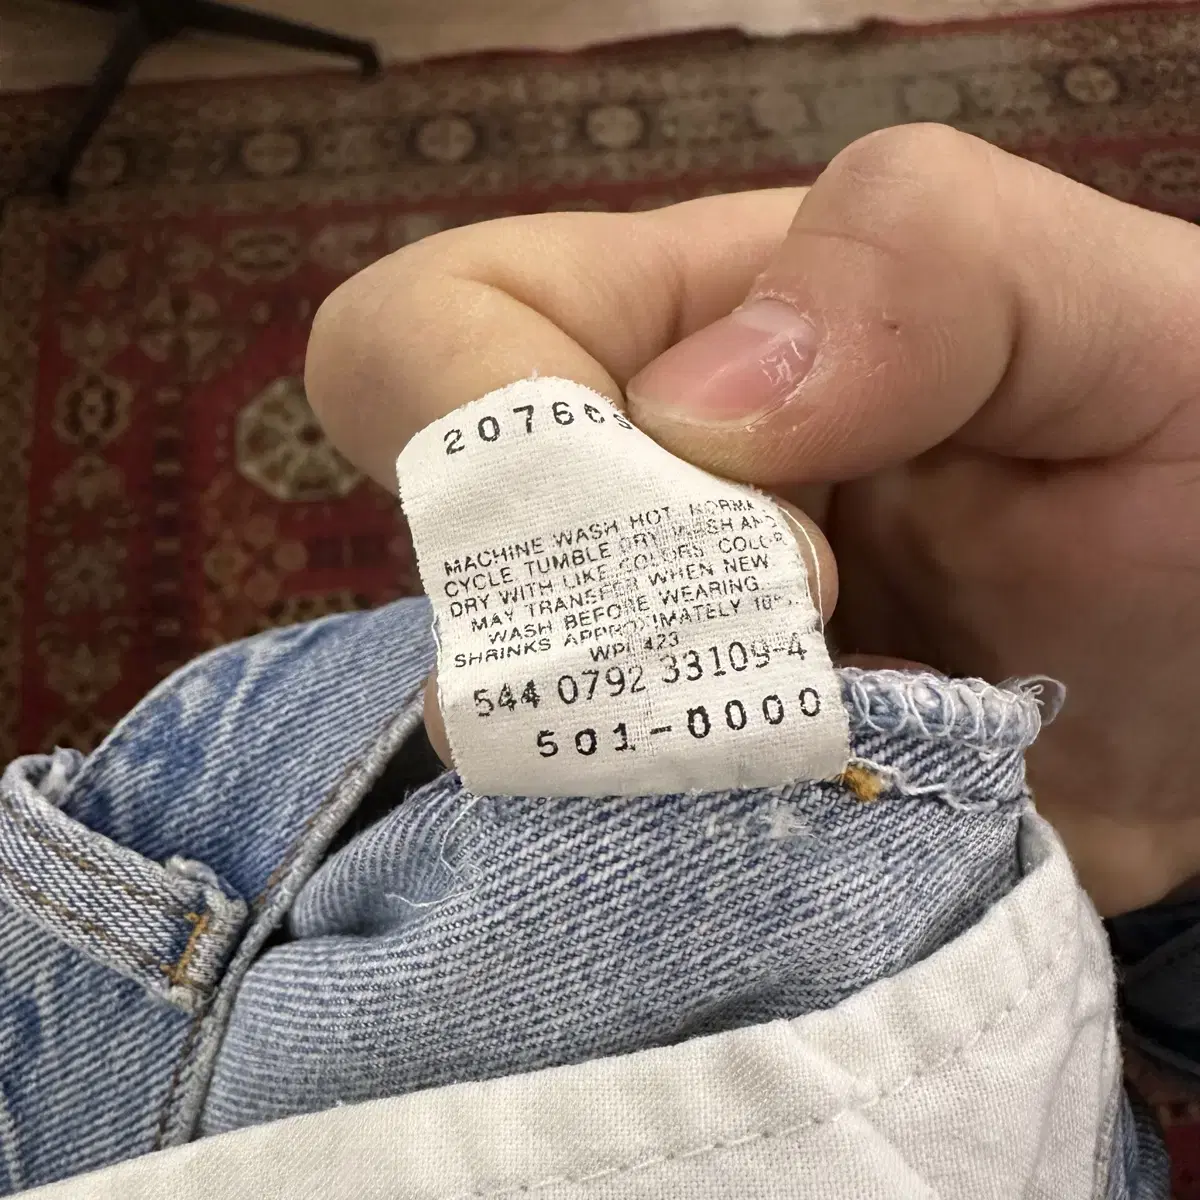 MACHINE WASH HOT NORMAL
CYCLE TUMBLE DRY WASH AND
DRY WITH LIKE COLORS COLOR
MAY TRANSFER WHEN NEW
WASH BEFORE WEARING
SHRINKS APPROXIMATELY 10%
WPL 423
544 0792 33109-4
501-0000